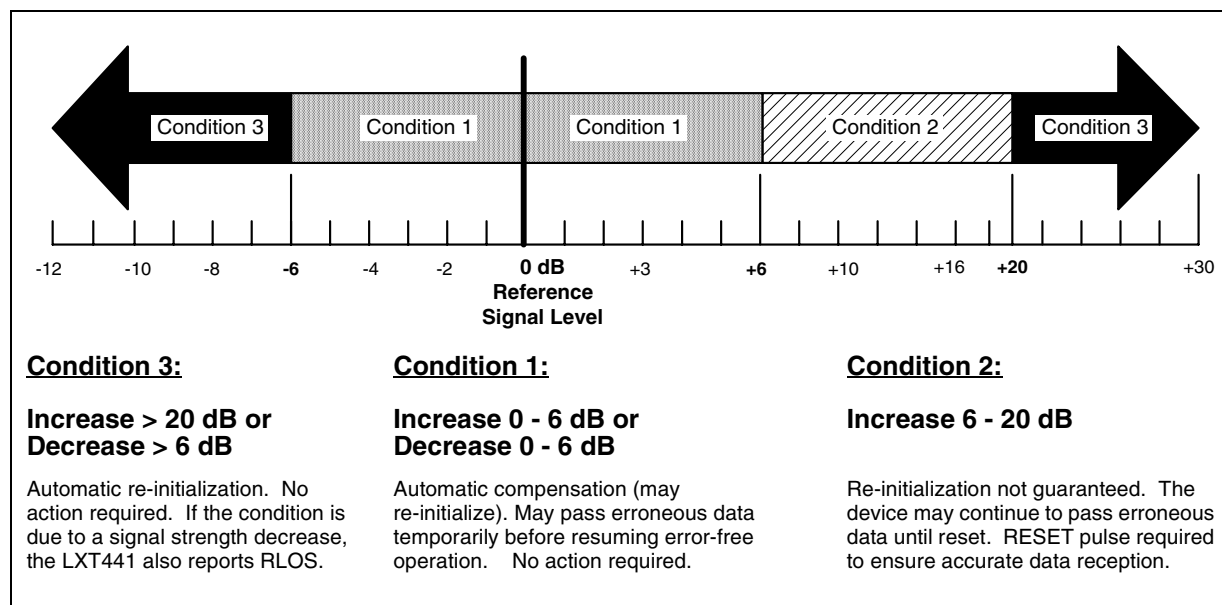 Condition 3 Condition 1 Condition 1 Condition 2 Condition 3
-12 -10 -8 -6 -4 -2 0 dB +3 +6 +10 +16 +20 +30
Reference
Signal Level
Condition 3:
Increase > 20 dB or
Decrease > 6 dB
Automatic re-initialization. No
action required. If the condition is
due to a signal strength decrease,
the LXT441 also reports RLOS.
Condition 1:
Increase 0 - 6 dB or
Decrease 0 - 6 dB
Automatic compensation (may
re-initialize). May pass erroneous data
temporarily before resuming error-free
operation. No action required.
Condition 2:
Increase 6 - 20 dB
Re-initialization not guaranteed. The
device may continue to pass erroneous
data until reset. RESET pulse required
to ensure accurate data reception.